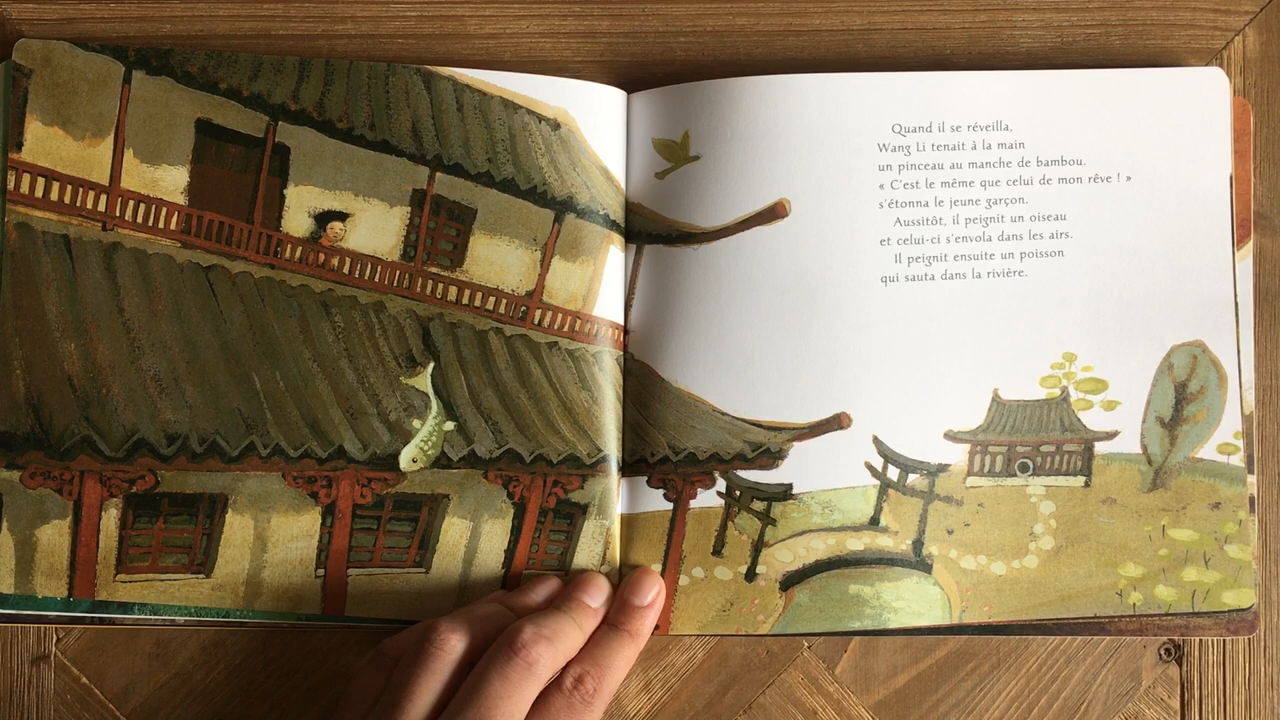 Quand il se réveilla,
Wang Li tenait à la main
un pinceau au manche de bambou.
« C'est le même que celui de mon rêve ! »
s'étonna le jeune garçon.
Aussitôt, il peignit un oiseau
et celui-ci s'envola dans les airs.
Il peignit ensuite un poisson
qui sauta dans la rivière.